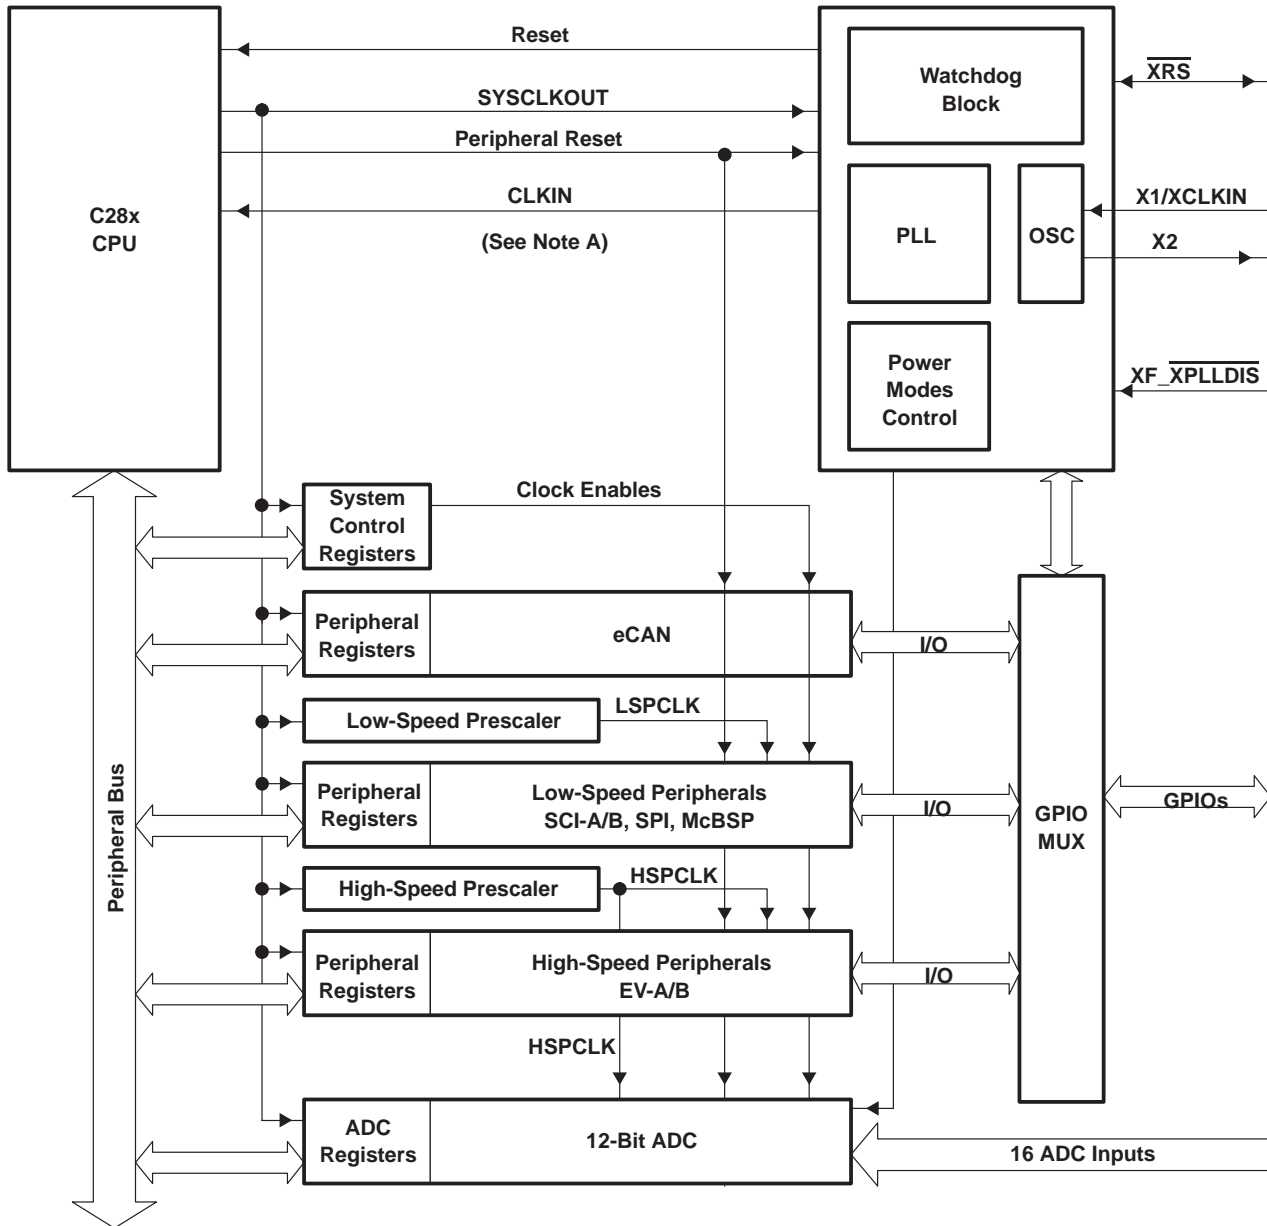 Reset
Watchdog
Block
XRS
SYSCLKOUT
Peripheral Reset
C28x
CPU
CLKIN
(See Note A)
PLL
OSC
X1/XCLKIN
X2
Power
Modes
Control
XF_XPLLDIS
System
Control
Registers
Clock Enables
Peripheral
Registers
eCAN
I/O
Low-Speed Prescaler
LSPCLK
Peripheral Bus
Peripheral
Registers
Low-Speed Peripherals
SCI-A/B, SPI, McBSP
I/O
GPIO
MUX
GPIOs
High-Speed Prescaler
HSPCLK
Peripheral
Registers
High-Speed Peripherals
EV-A/B
I/O
HSPCLK
ADC
Registers
12-Bit ADC
16 ADC Inputs